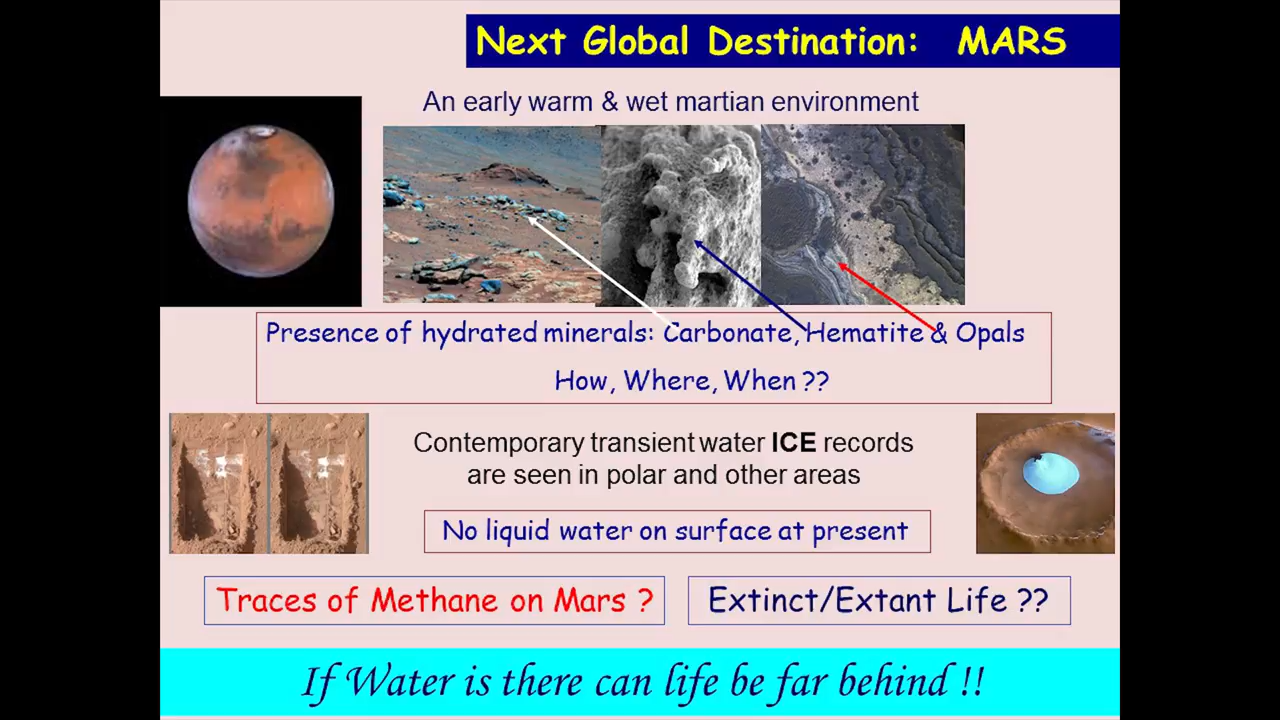 Next Global Destination: MARS
An early warm & wet martian environment
Presence of hydrated minerals: Carbonate, Hematite & Opals
How, Where, When ??
Contemporary transient water ICE records
are seen in polar and other areas
No liquid water on surface at present
Traces of Methane on Mars ?
Extinct/Extant Life ??
If Water is there can life be far behind !!